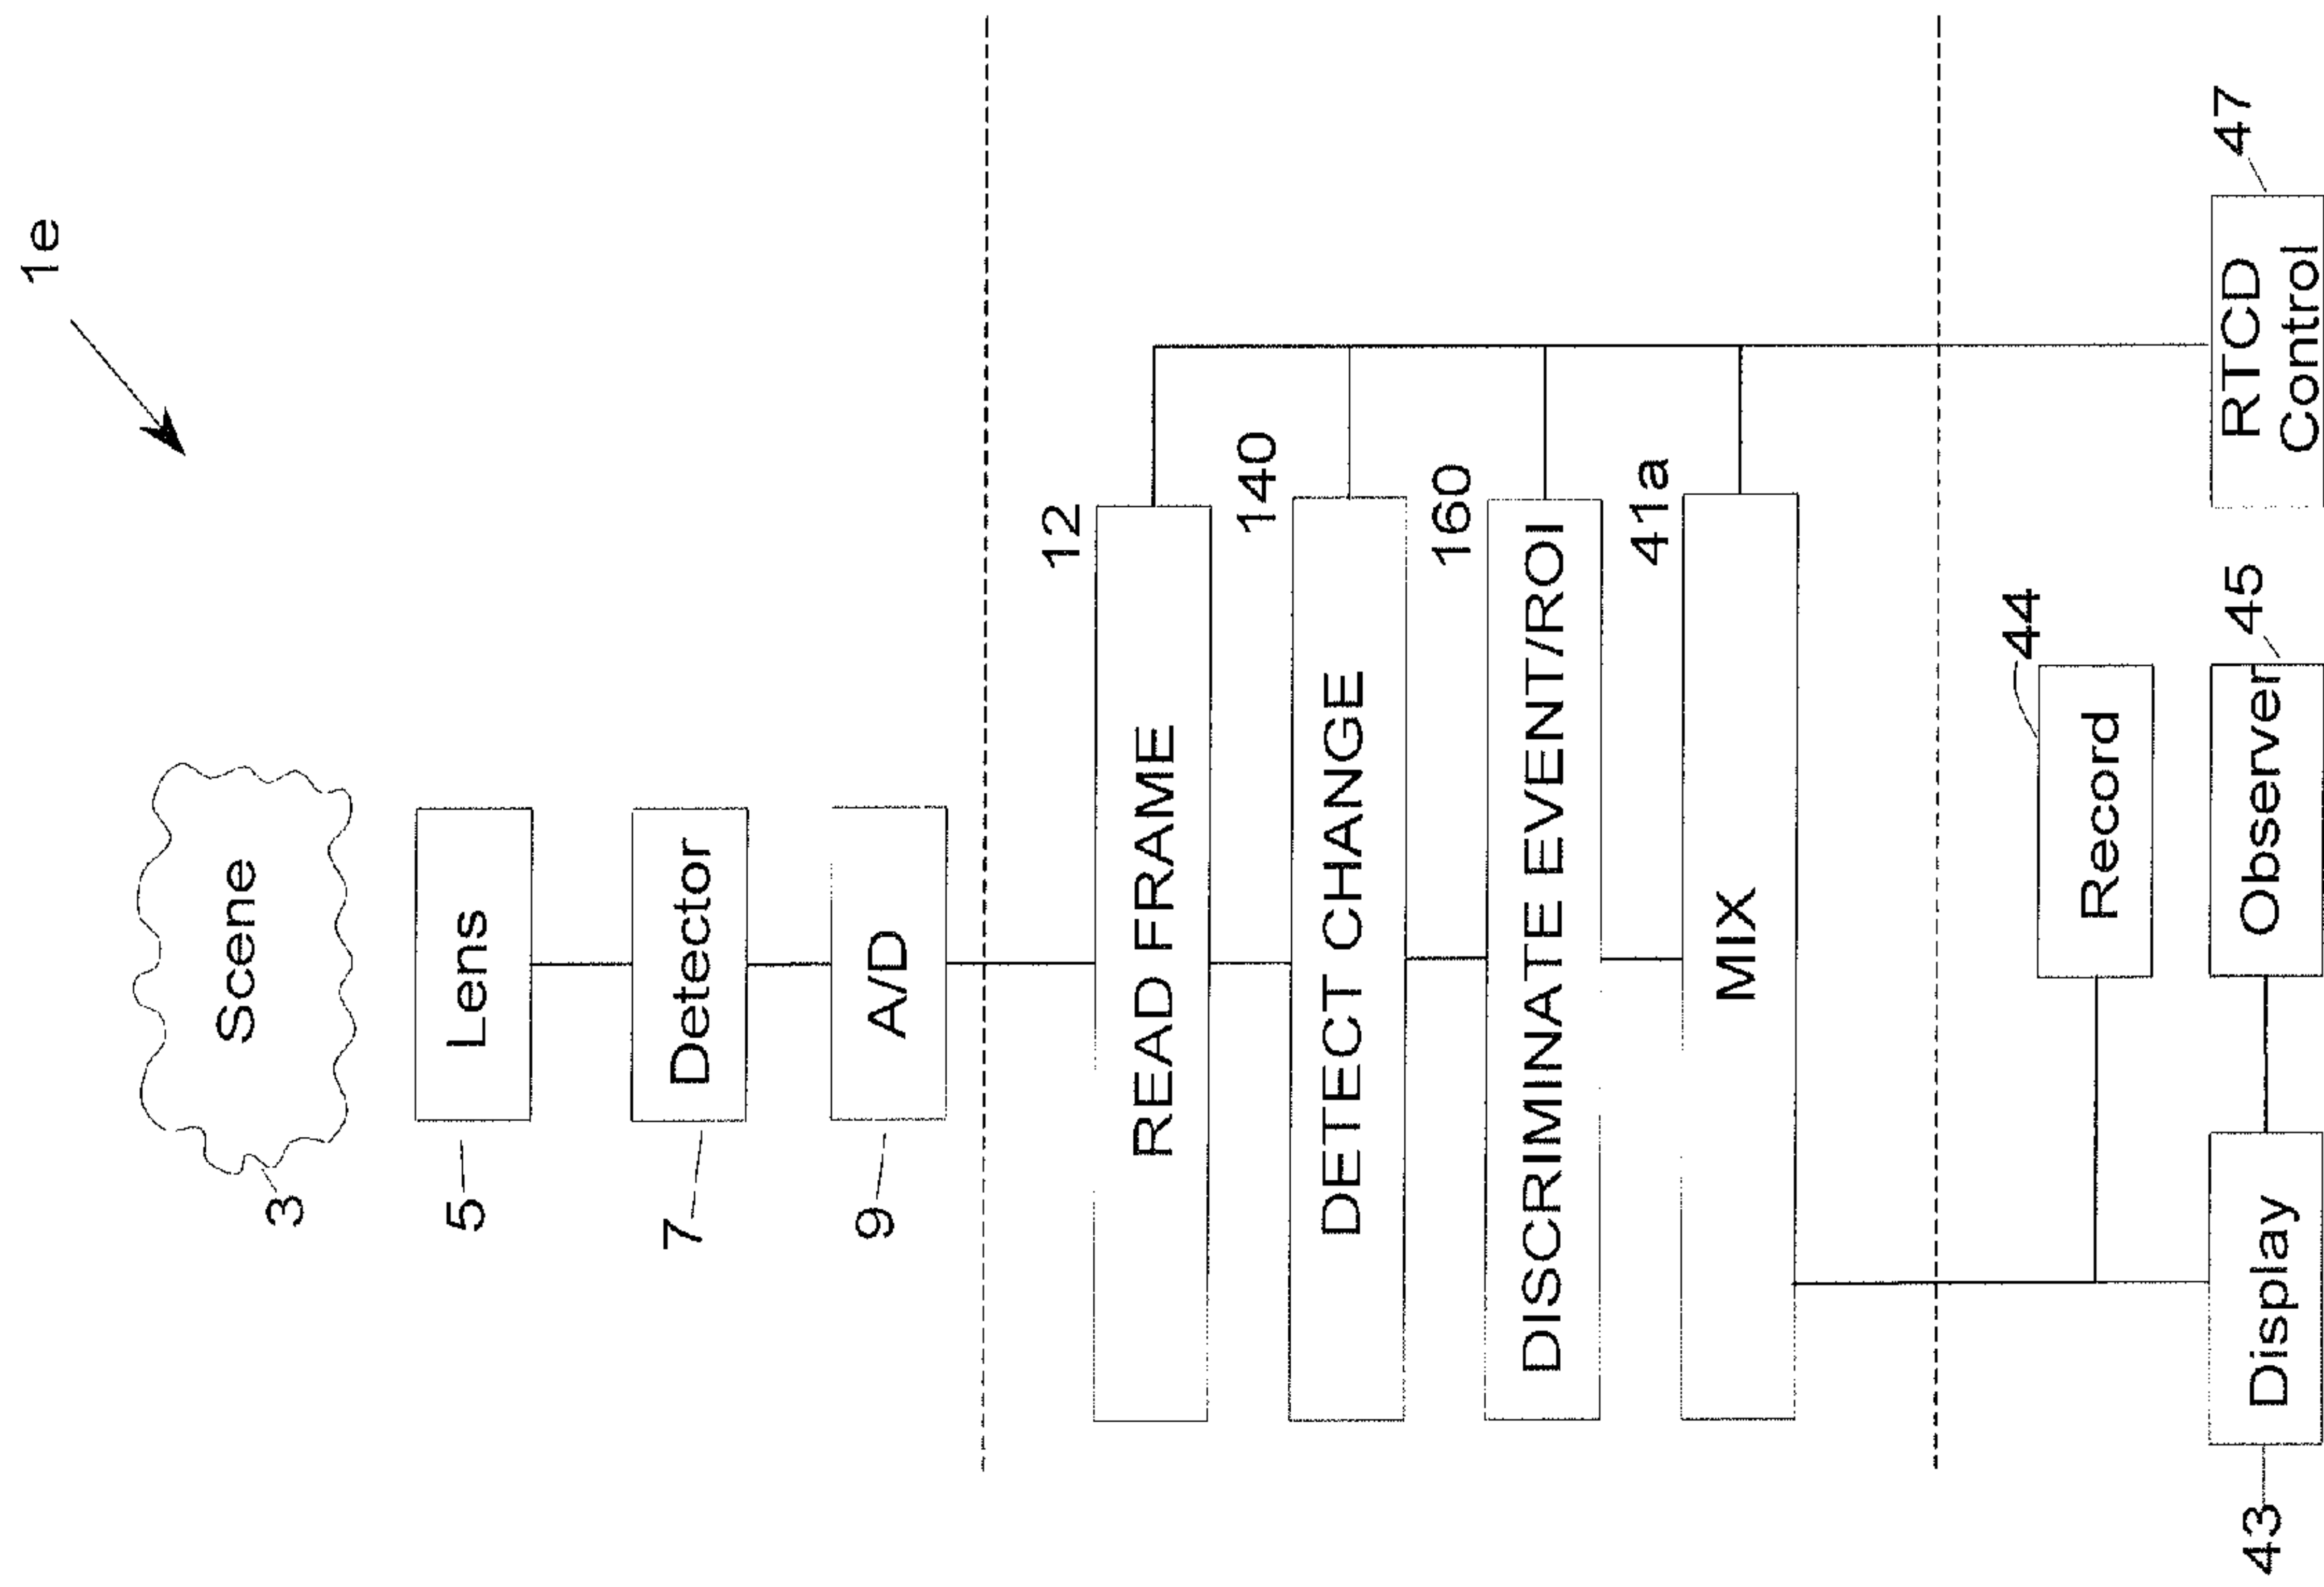 1e
Scene
3
Lens
5
Detector
7
A/D
9
READ FRAME
12
DETECT CHANGE
140
DISCRIMINATE EVENT/ROI
160
MIX
41a
Record
44
Display
43
Observer
45
RTCD
Control
47